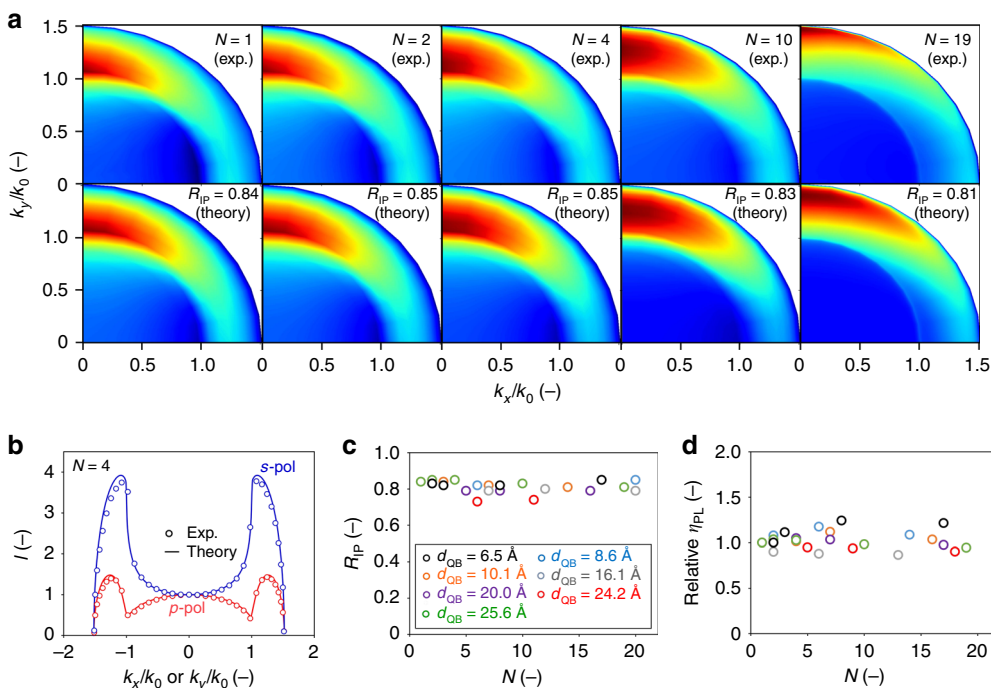 a
1.5
1.0
0.5
0
N = 1
(exp.)
N = 2
(exp.)
N = 4
(exp.)
N = 10
(exp.)
N = 19
(exp.)
k_y/k_0 (–)
1.0
0.5
0
R_IP = 0.84
(theory)
R_IP = 0.85
(theory)
R_IP = 0.85
(theory)
R_IP = 0.83
(theory)
R_IP = 0.81
(theory)
0 0.5 1.0 0 0.5 1.0 0 0.5 1.0 0 0.5 1.0 0 0.5 1.0 1.5
k_x/k_0 (–)
b
N = 4
s-pol
Exp.
Theory
p-pol
I (–)
4
3
2
1
0
−2 −1 0 1 2
k_x/k_0 or k_y/k_0 (–)
c
1.0
0.8
0.4
0
R_IP (–)
d_QB = 6.5 Å
d_QB = 8.6 Å
d_QB = 10.1 Å
d_QB = 16.1 Å
d_QB = 20.0 Å
d_QB = 24.2 Å
d_QB = 25.6 Å
0 5 10 15 20
N (–)
d
2.0
1.5
1.0
0.5
0
Relative η_PL (–)
0 5 10 15 20
N (–)